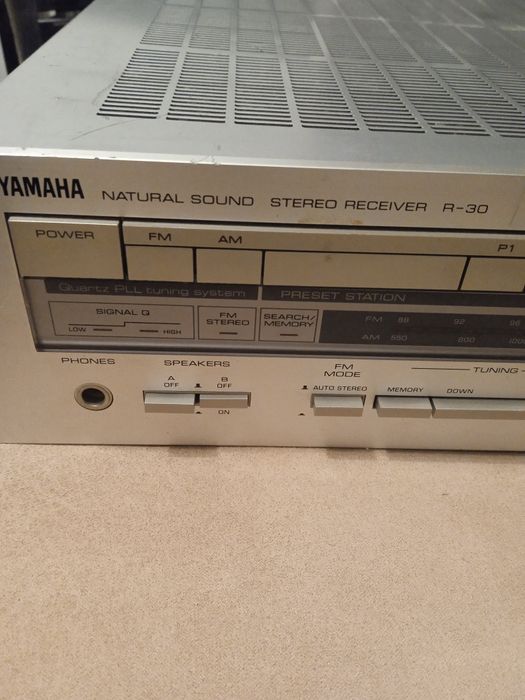 YAMAHA NATURAL SOUND STEREO RECEIVER R-30
POWER FM AM P1
Quartz PLL tuning system PRESET STATION
SIGNAL Q
LOW HIGH
FM STEREO
SEARCH/ MEMORY
FM 88 92 96
AM 550 800 1000
PHONES SPEAKERS FM MODE TUNING
A OFF B OFF
ON
AUTO STEREO MEMORY DOWN